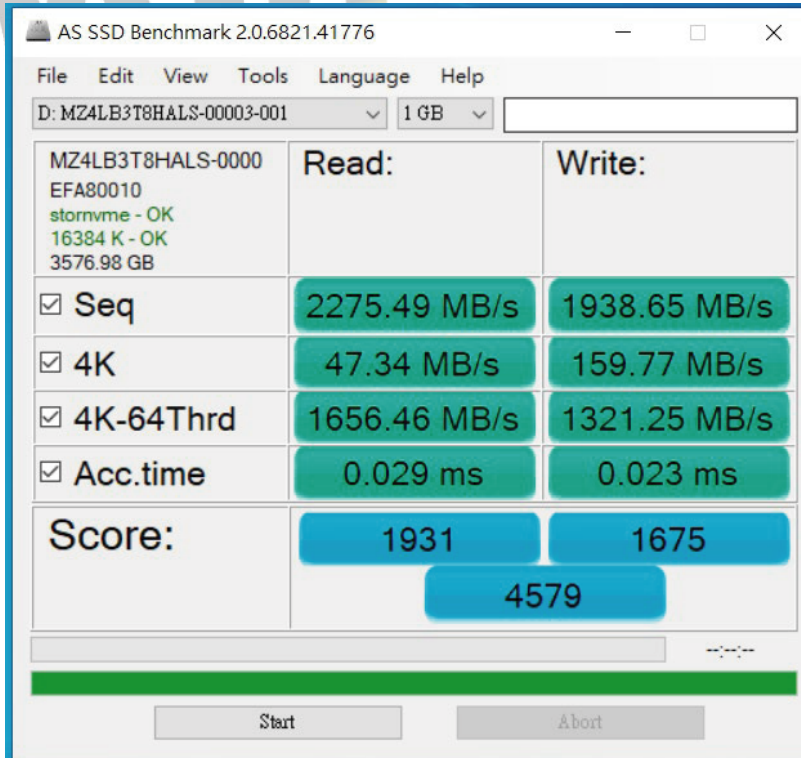 AS SSD Benchmark 2.0.6821.41776
File Edit View Tools Language Help
D: MZ4LB3T8HALS-00003-001 1 GB
MZ4LB3T8HALS-0000 Read: Write:
EFA80010
stornvme - OK
16384 K - OK
3576.98 GB
Seq 2275.49 MB/s 1938.65 MB/s
4K 47.34 MB/s 159.77 MB/s
4K-64Thrd 1656.46 MB/s 1321.25 MB/s
Acc.time 0.029 ms 0.023 ms
Score: 1931 1675
4579
--:--:--
Start Abort